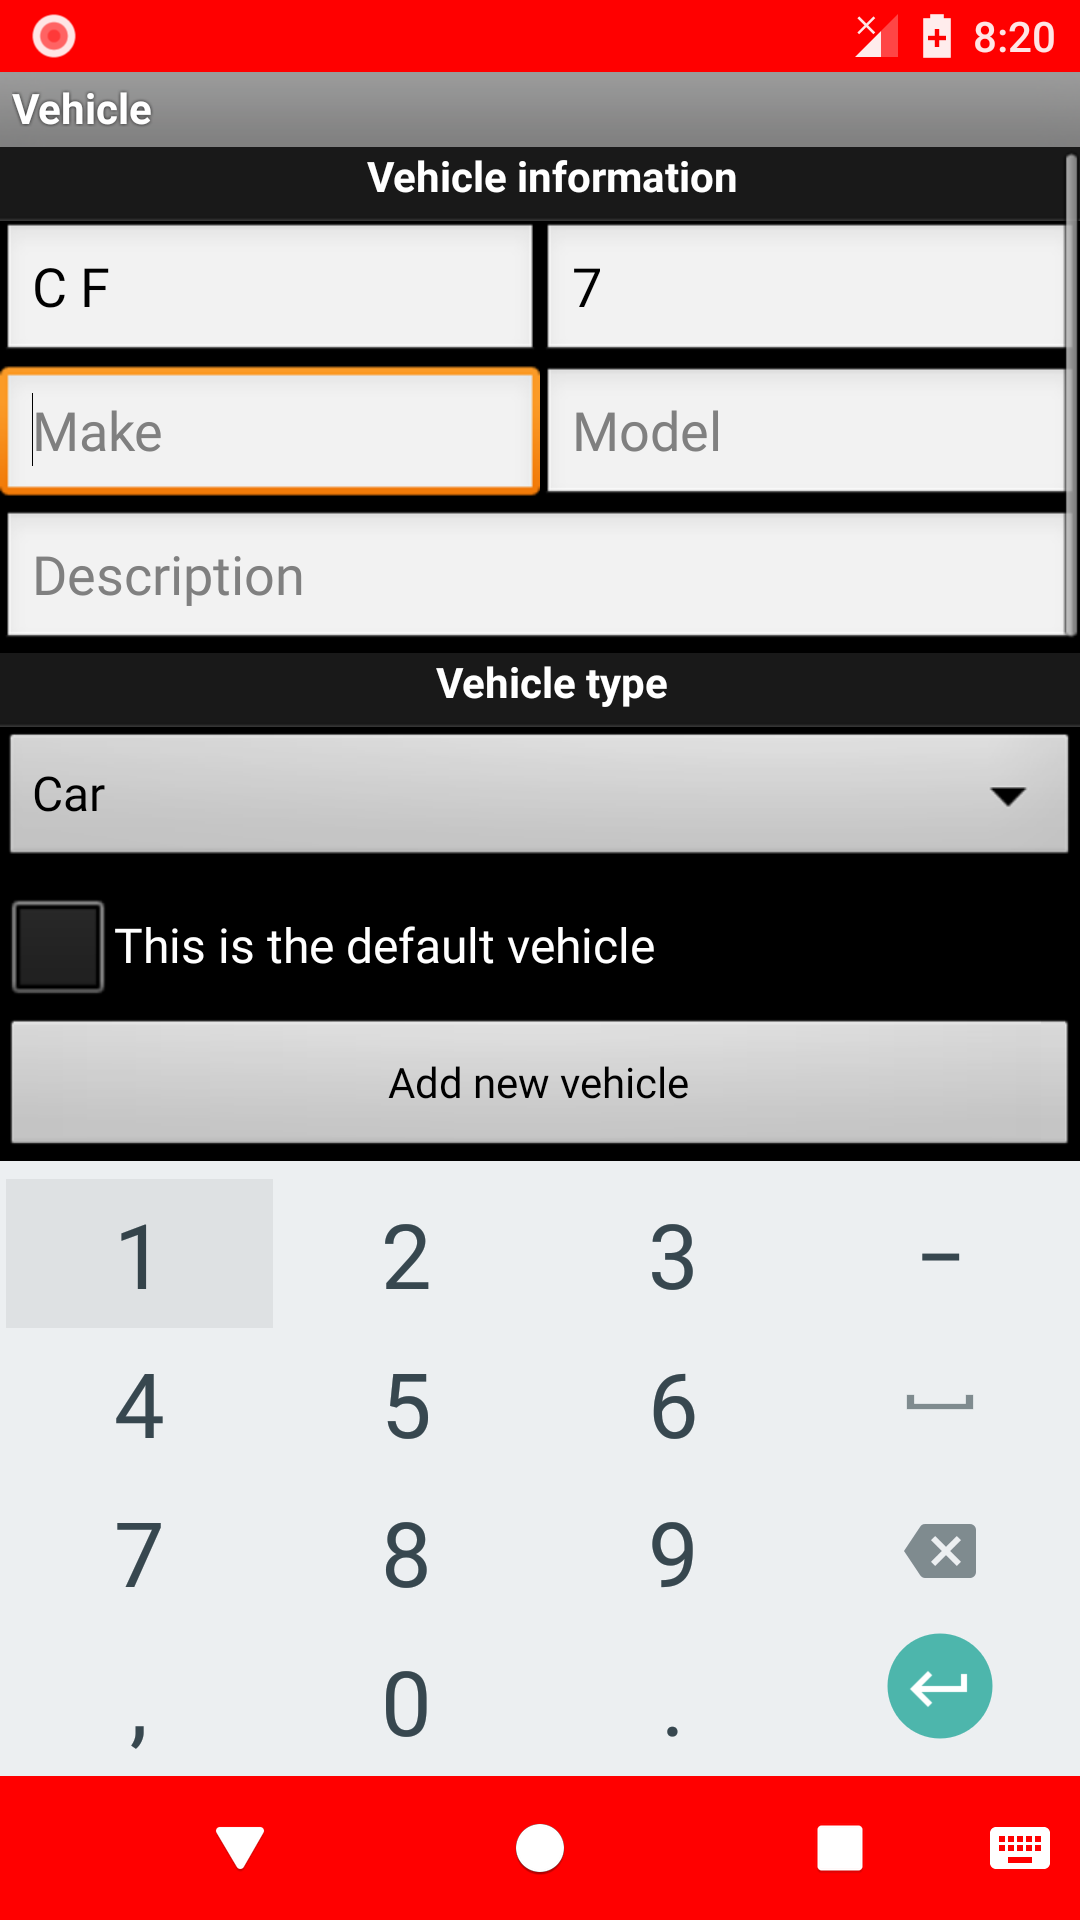 8:20
Vehicle
Vehicle information
C F 7
Make Model
Description
Vehicle type
Car
This is the default vehicle
Add new vehicle
1 2 3 –
4 5 6
7 8 9
, 0 .